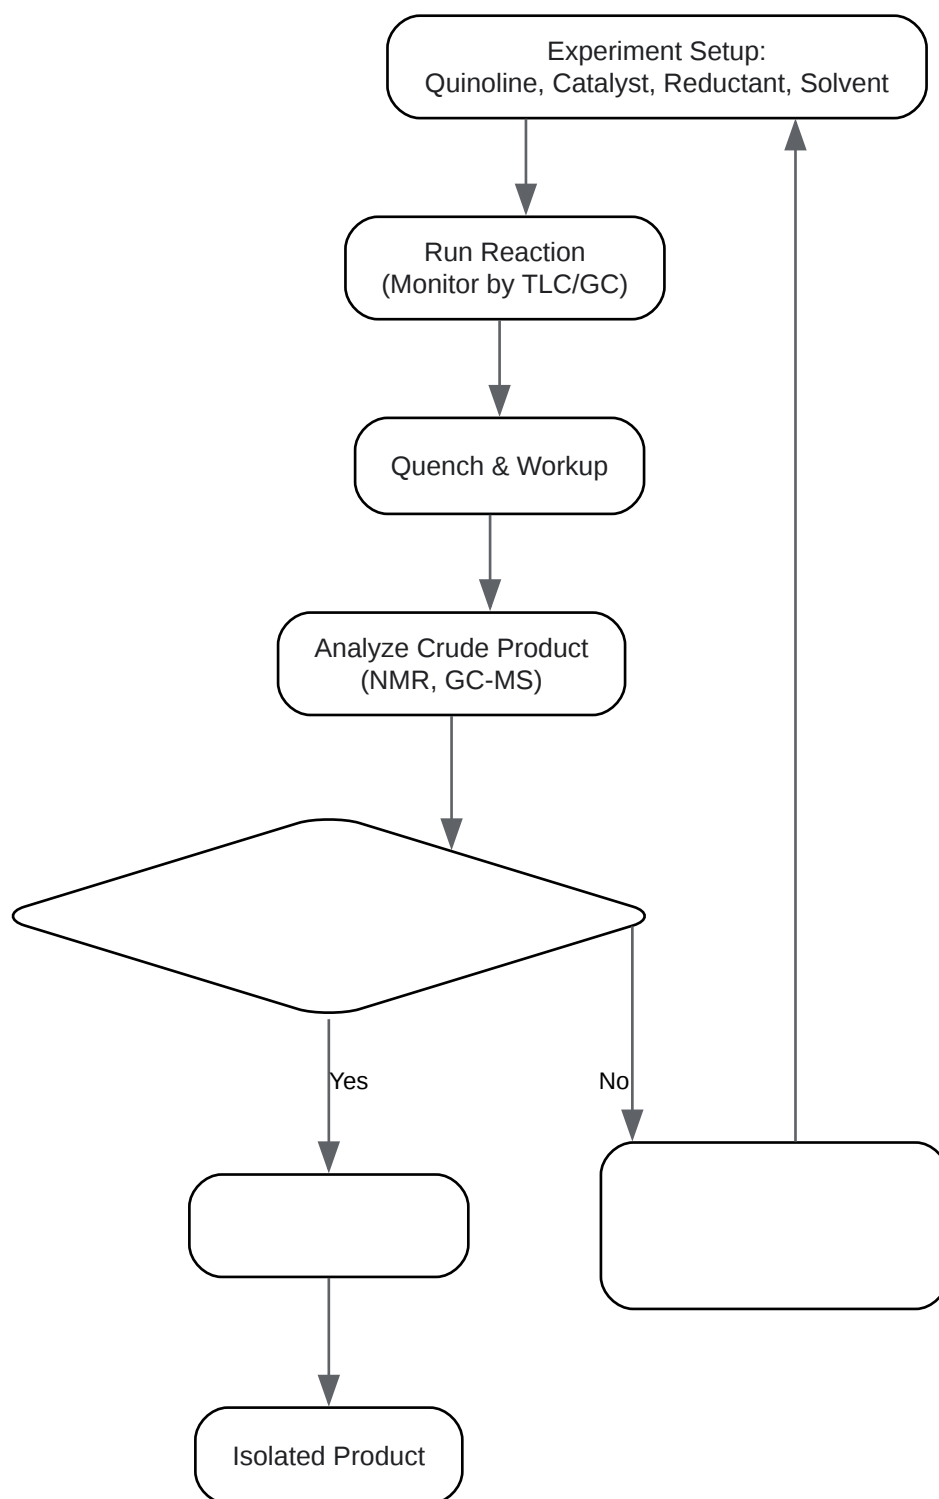 Experiment Setup:
Quinoline, Catalyst, Reductant, Solvent
Run Reaction
(Monitor by TLC/GC)
Quench & Workup
Analyze Crude Product
(NMR, GC-MS)
Yes
No
Isolated Product